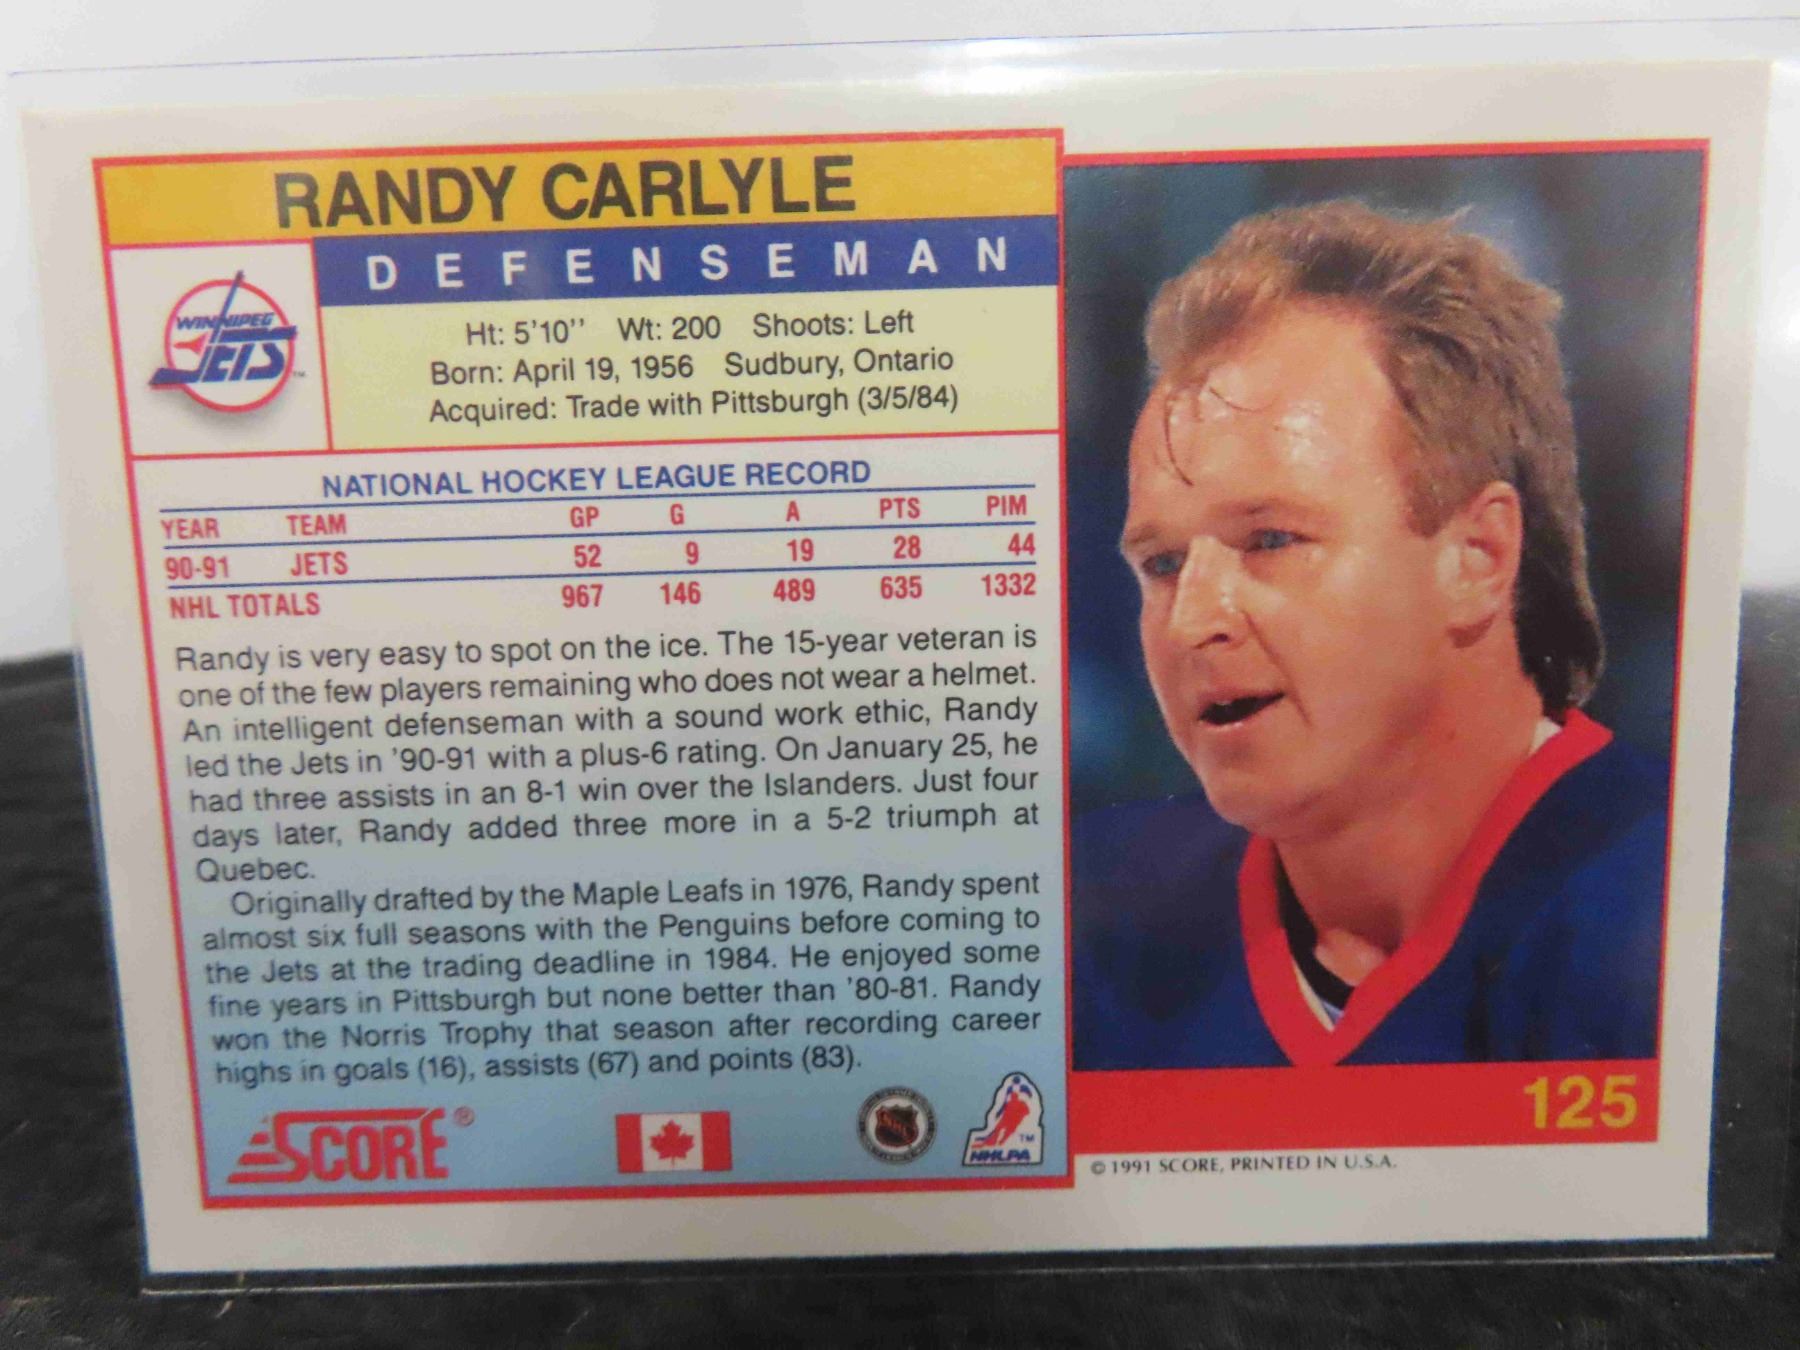 RANDY CARLYLE
DEFENSEMAN
WINNIPEG
JETS
TM
Ht: 5'10'' Wt: 200 Shoots: Left
Born: April 19, 1956 Sudbury, Ontario
Acquired: Trade with Pittsburgh (3/5/84)
NATIONAL HOCKEY LEAGUE RECORD
YEAR TEAM GP G A PTS PIM
90-91 JETS 52 9 19 28 44
NHL TOTALS 967 146 489 635 1332
Randy is very easy to spot on the ice. The 15-year veteran is
one of the few players remaining who does not wear a helmet.
An intelligent defenseman with a sound work ethic, Randy
led the Jets in '90-91 with a plus-6 rating. On January 25, he
had three assists in an 8-1 win over the Islanders. Just four
days later, Randy added three more in a 5-2 triumph at
Quebec.
Originally drafted by the Maple Leafs in 1976, Randy spent
almost six full seasons with the Penguins before coming to
the Jets at the trading deadline in 1984. He enjoyed some
fine years in Pittsburgh but none better than '80-81. Randy
won the Norris Trophy that season after recording career
highs in goals (16), assists (67) and points (83).
SCORE®
NHL
TM
NHLPA
125
© 1991 SCORE, PRINTED IN U.S.A.